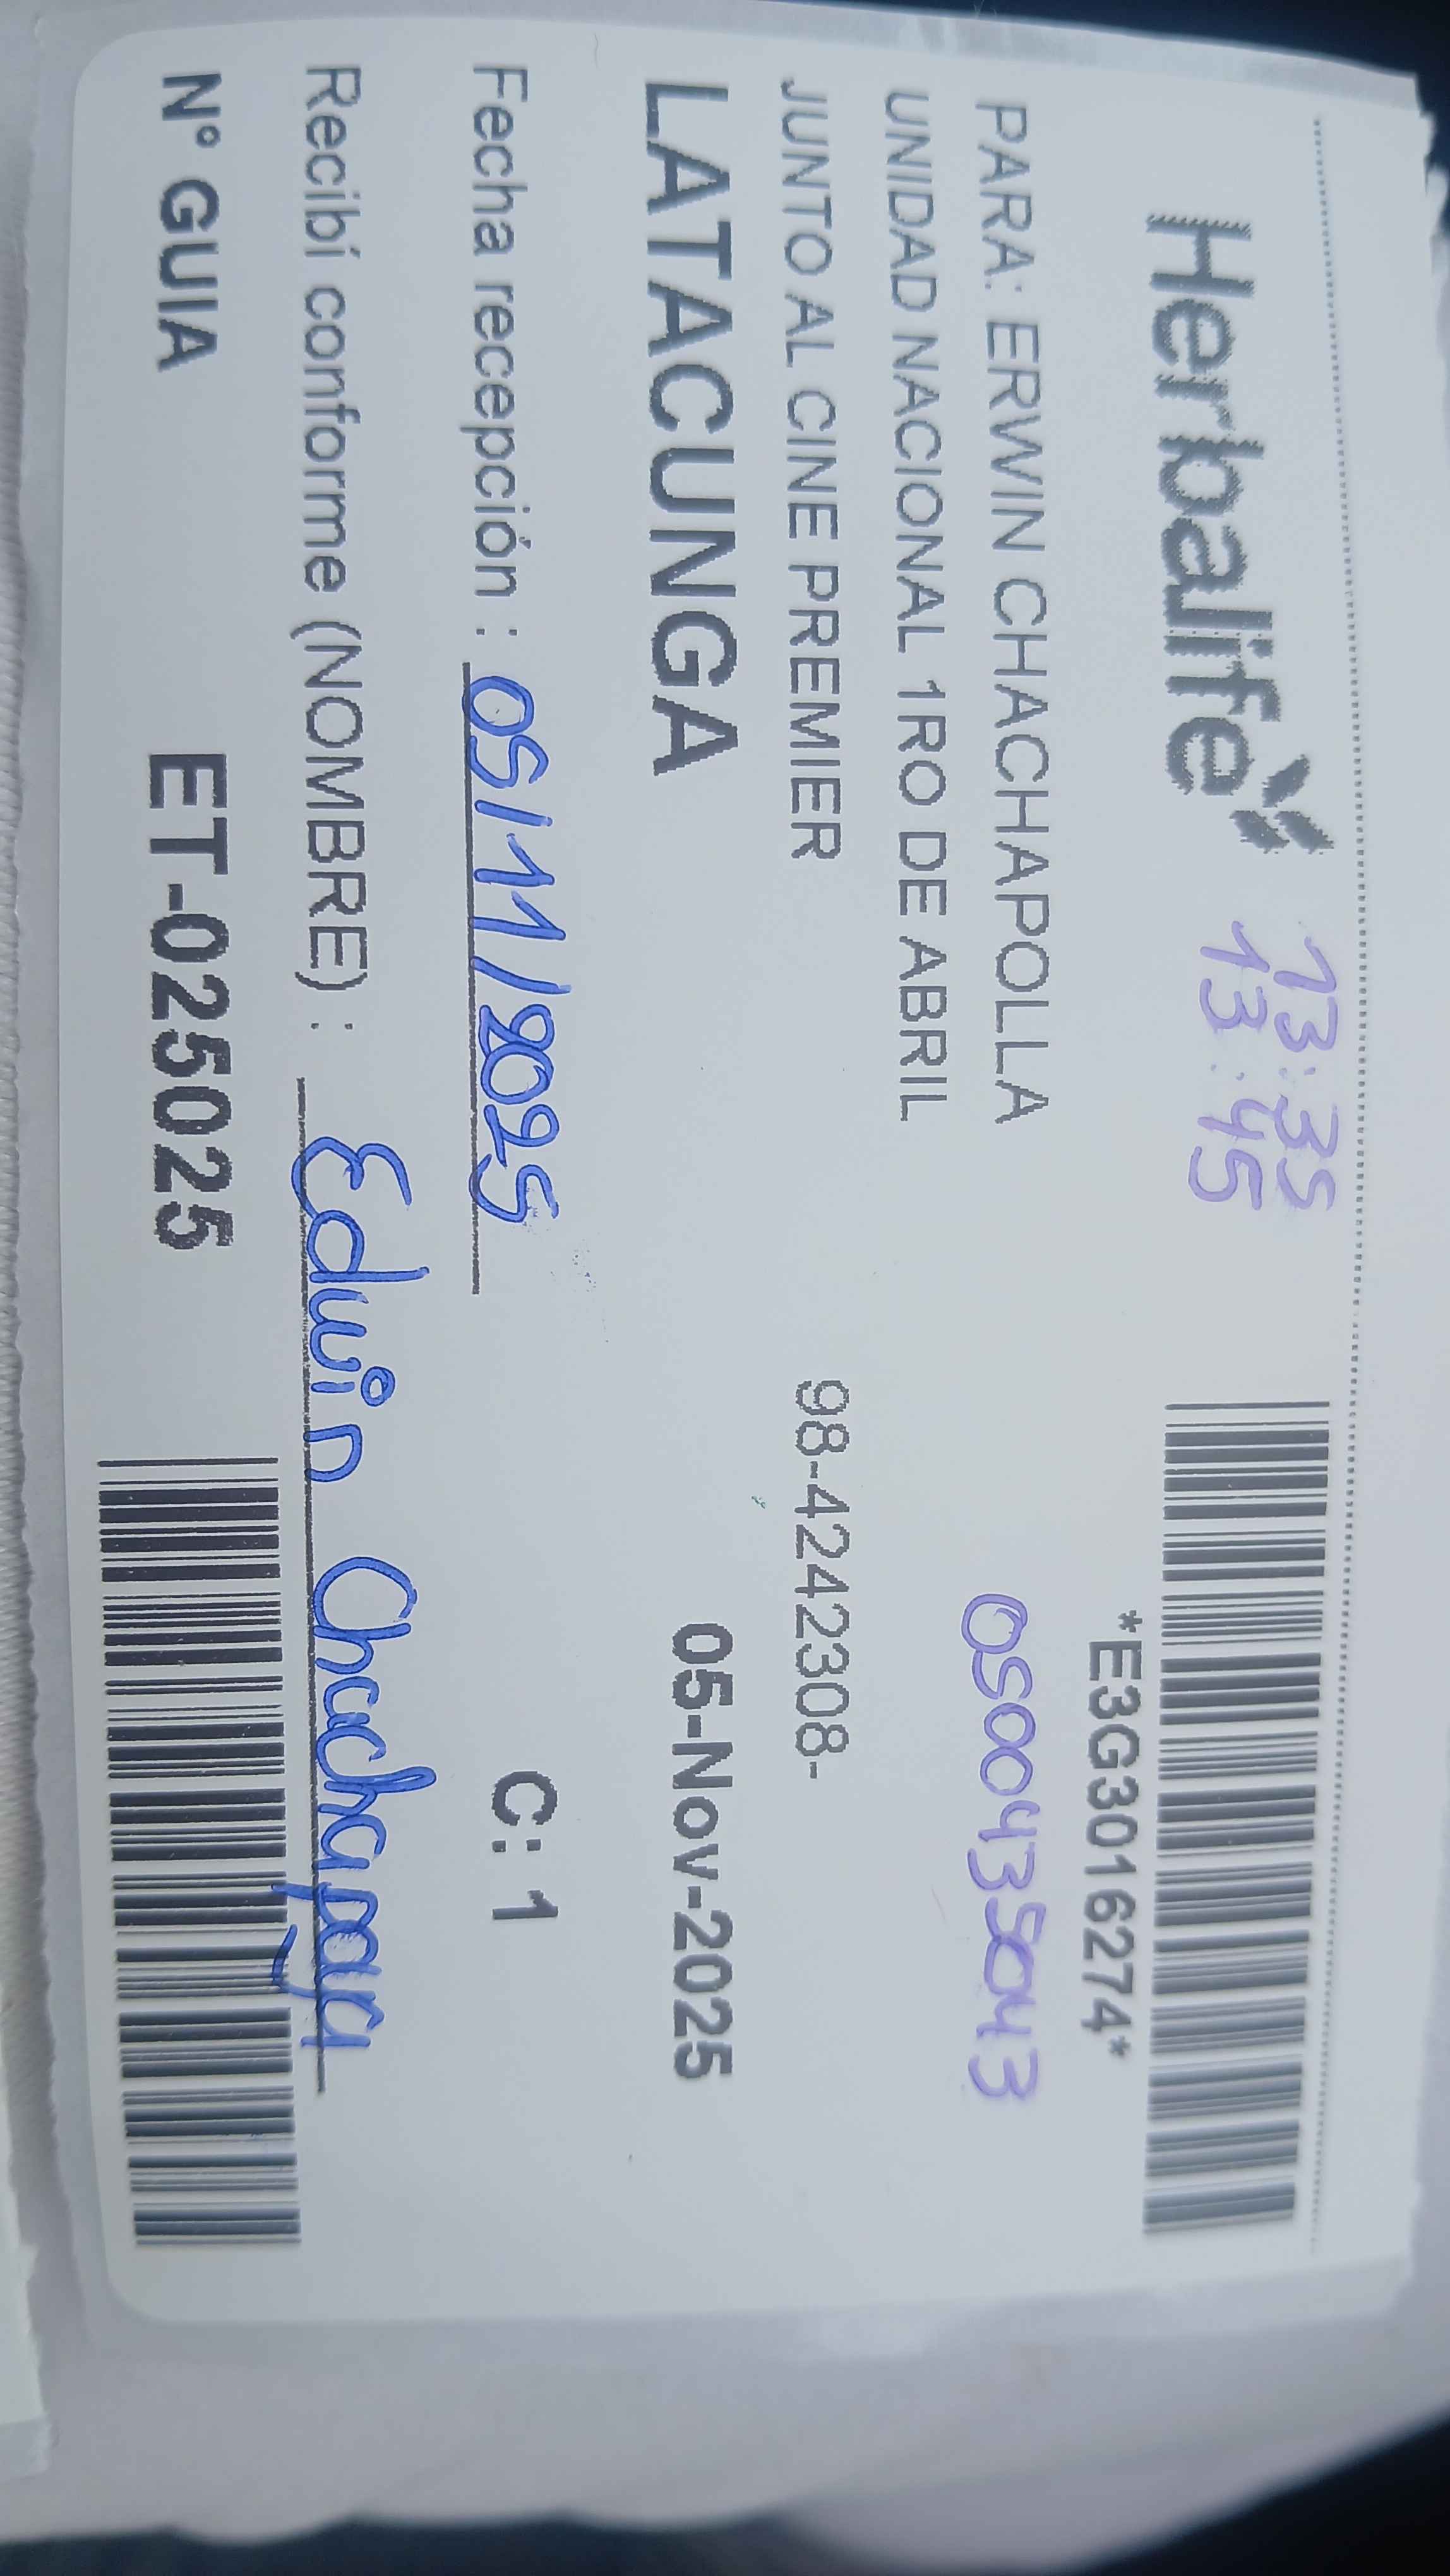 Herbalife
13:35
13:45
*E3G3016274*
PARA: ERWIN CHACHAPOLLA
0500435043
UNIDAD NACIONAL 1RO DE ABRIL
JUNTO AL CINE PREMIER
98-4242308-
LATACUNGA
05-Nov-2025
Fecha recepción : 05/11/2025
C: 1
Recibí conforme (NOMBRE) : Edwin Chachapoya
N° GUIA
ET-025025